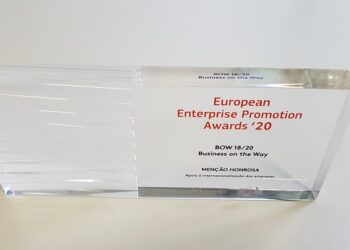 BOW 18/20
Business on the Way
European
Enterprise Promotion
Awards '20
BOW 18/20
Business on the Way
MENÇÃO HONROSA
Apoio à internacionalização das empresas